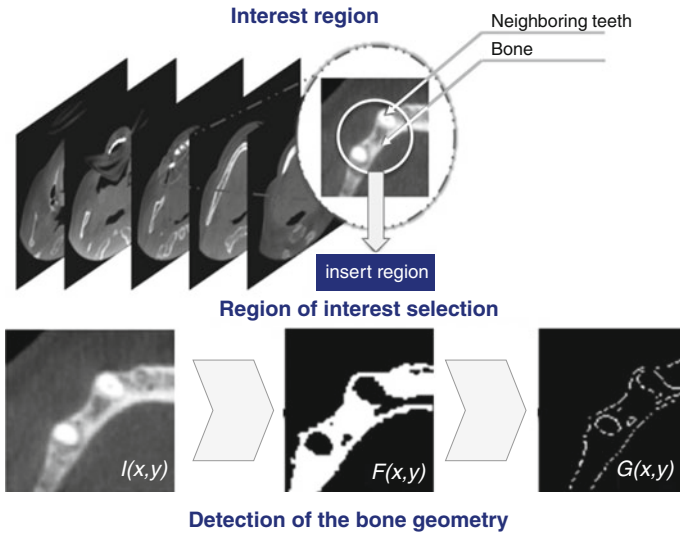 Interest region
Neighboring teeth
Bone
insert region
Region of interest selection
I(x,y)
F(x,y)
G(x,y)
Detection of the bone geometry